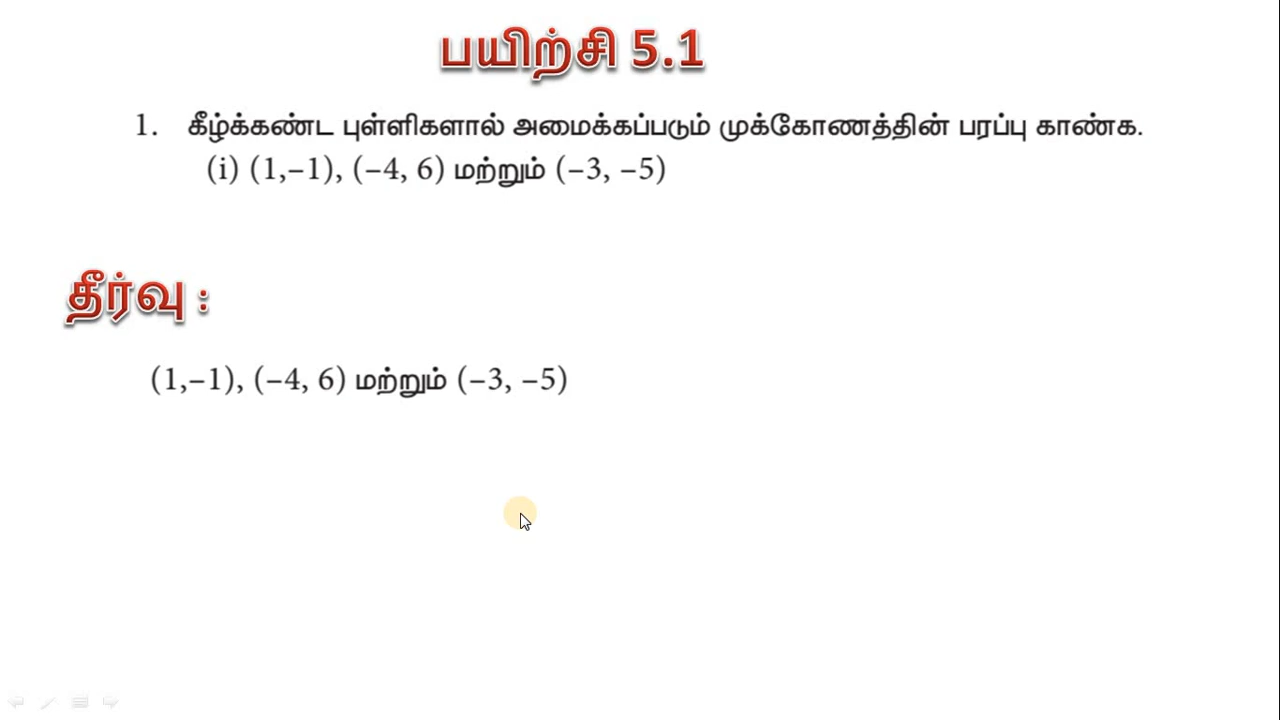 பயிற்சி 5.1
1. கீழ்க்கண்ட புள்ளிகளால் அமைக்கப்படும் முக்கோணத்தின் பரப்பு காண்க.
(i) (1,−1), (−4, 6) மற்றும் (−3, −5)
தீர்வு :
(1,−1), (−4, 6) மற்றும் (−3, −5)